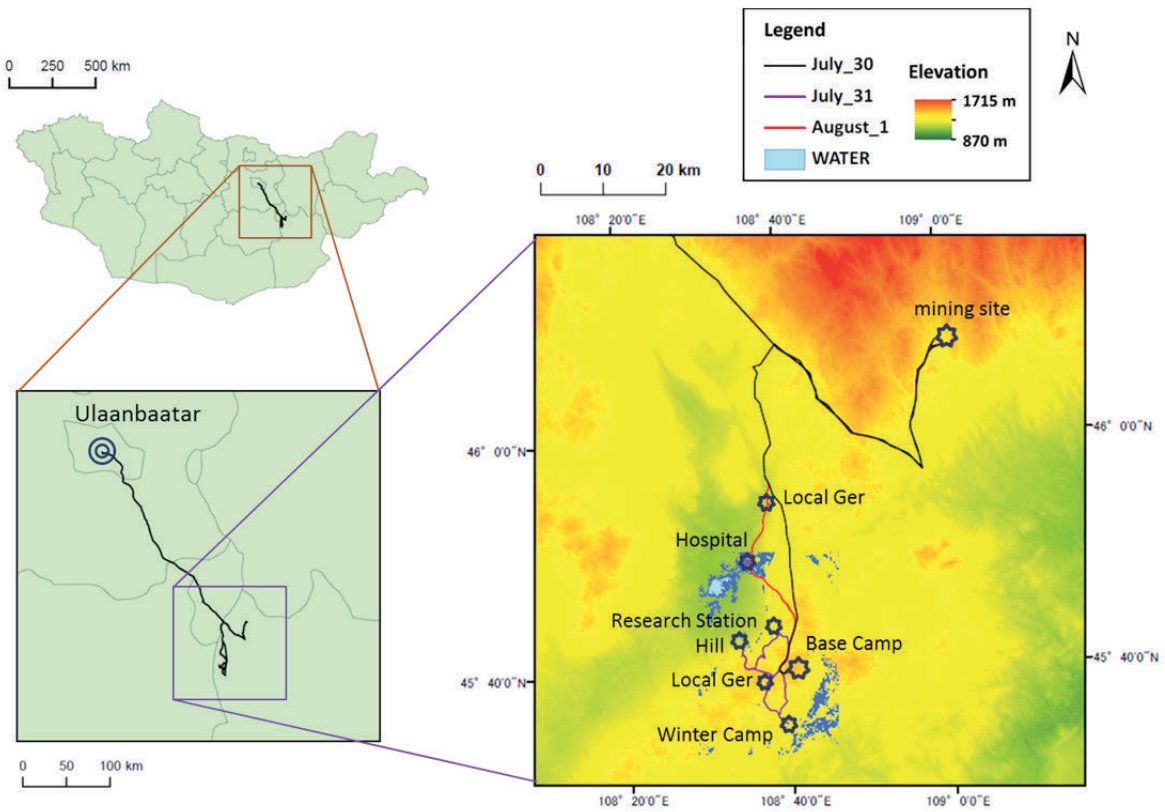 0 250 500 km
Legend
July_30
July_31
August_1
WATER
Elevation
1715 m
870 m
N
0 10 20 km
108° 20′0″E 108° 40′0″E 109° 0′0″E
mining site
Ulaanbaatar
46° 0′0″N
46° 0′0″N
Local Ger
Hospital
Research Station
Hill
Base Camp
45° 40′0″N
Local Ger
45° 40′0″N
Winter Camp
0 50 100 km
108° 20′0″E 108° 40′0″E 109° 0′0″E